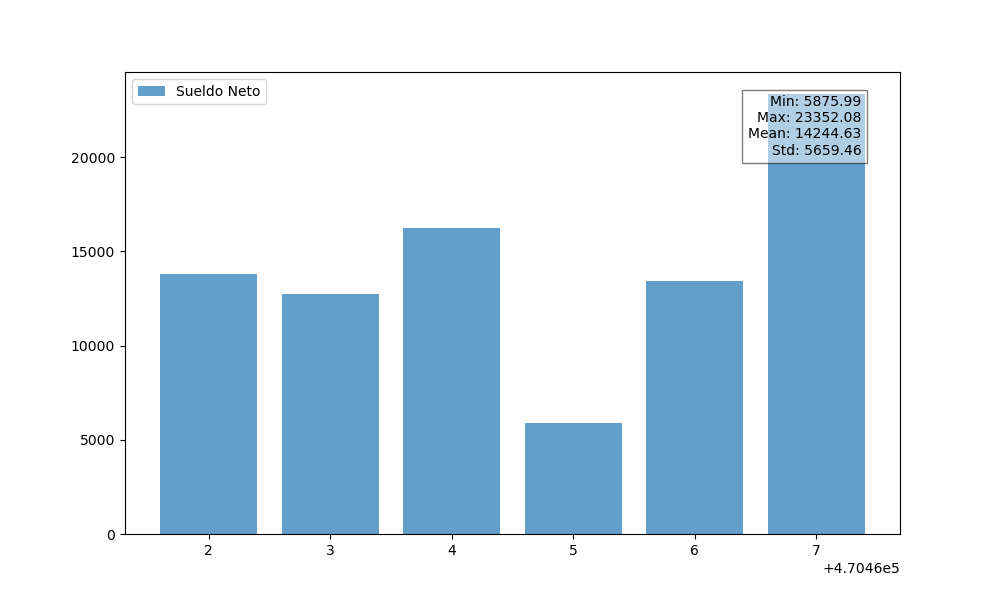 Sueldo Neto
Min: 5875.99
Max: 23352.08
Mean: 14244.63
Std: 5659.46
20000
15000
10000
5000
0
2 3 4 5 6 7
+4.7046e5